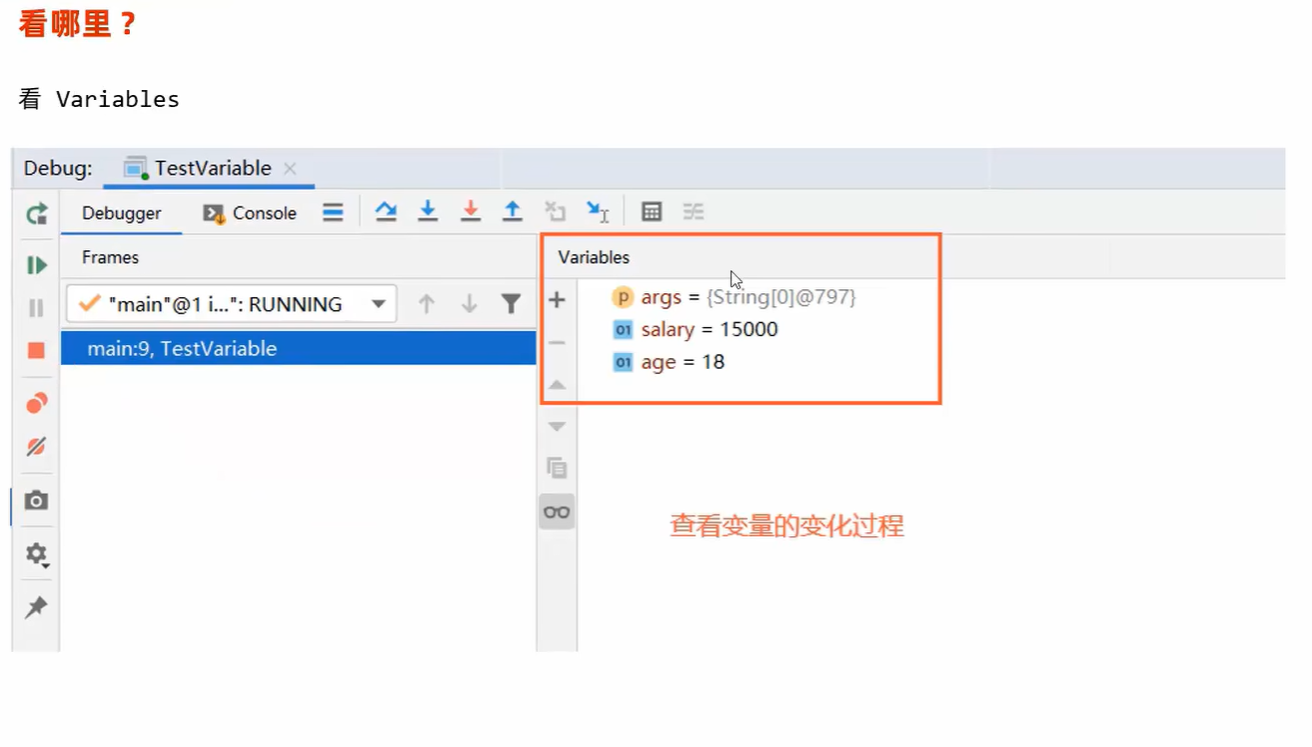 看哪里？
看 Variables
Debug: TestVariable
Debugger Console
Frames
Variables
"main"@1 i...": RUNNING
p args = {String[0]@797}
01 salary = 15000
main:9, TestVariable
01 age = 18
查看变量的变化过程